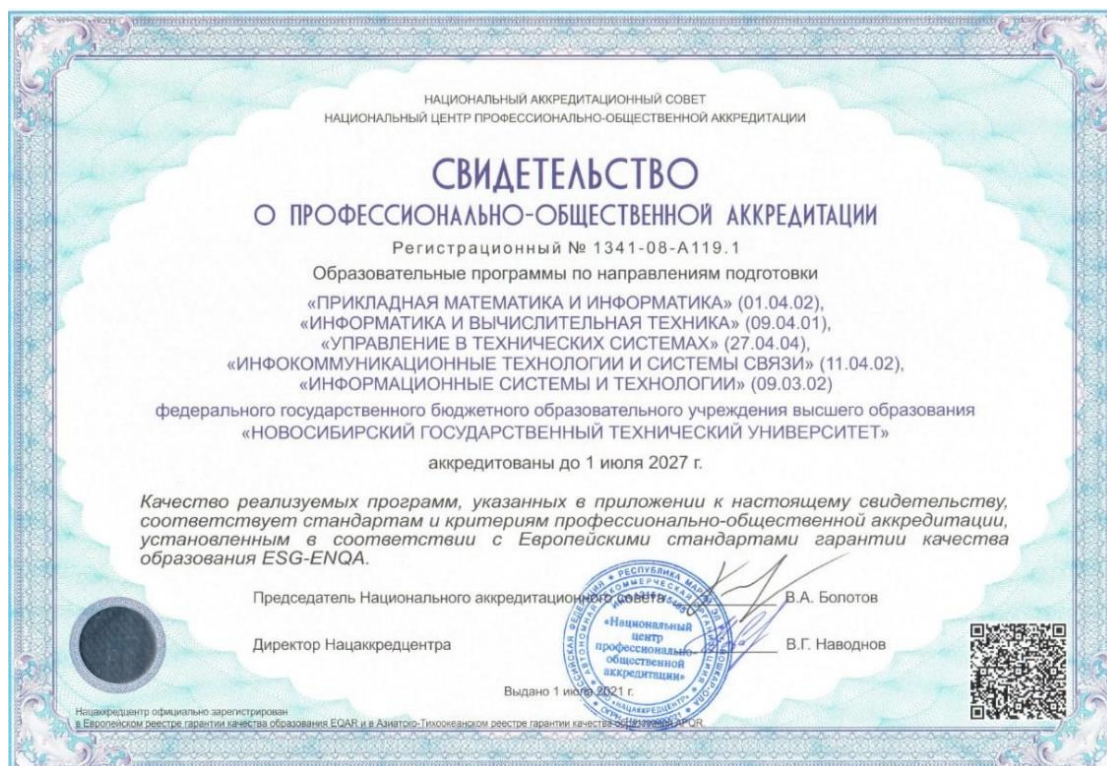 НАЦИОНАЛЬНЫЙ АККРЕДИТАЦИОННЫЙ СОВЕТ
НАЦИОНАЛЬНЫЙ ЦЕНТР ПРОФЕССИОНАЛЬНО-ОБЩЕСТВЕННОЙ АККРЕДИТАЦИИ
СВИДЕТЕЛЬСТВО
О ПРОФЕССИОНАЛЬНО-ОБЩЕСТВЕННОЙ АККРЕДИТАЦИИ
Регистрационный № 1341-08-А119.1
Образовательные программы по направлениям подготовки
«ПРИКЛАДНАЯ МАТЕМАТИКА И ИНФОРМАТИКА» (01.04.02),
«ИНФОРМАТИКА И ВЫЧИСЛИТЕЛЬНАЯ ТЕХНИКА» (09.04.01),
«УПРАВЛЕНИЕ В ТЕХНИЧЕСКИХ СИСТЕМАХ» (27.04.04),
«ИНФОКОММУНИКАЦИОННЫЕ ТЕХНОЛОГИИ И СИСТЕМЫ СВЯЗИ» (11.04.02),
«ИНФОРМАЦИОННЫЕ СИСТЕМЫ И ТЕХНОЛОГИИ» (09.03.02)
федерального государственного бюджетного образовательного учреждения высшего образования
«НОВОСИБИРСКИЙ ГОСУДАРСТВЕННЫЙ ТЕХНИЧЕСКИЙ УНИВЕРСИТЕТ»
аккредитованы до 1 июля 2027 г.
Качество реализуемых программ, указанных в приложении к настоящему свидетельству,
соответствует стандартам и критериям профессионально-общественной аккредитации,
установленным в соответствии с Европейскими стандартами гарантии качества
образования ESG-ENQA.
Председатель Национального аккредитационного совета В.А. Болотов
Директор Нацаккредцентра В.Г. Наводнов
«Национальный
центр
профессионально-
общественной
аккредитации»
Выдано 1 июля 2021 г.
Нацаккредцентр официально зарегистрирован
в Европейском реестре гарантии качества образования EQAR и в Азиатско-Тихоокеанском реестре гарантии качества образования APQR.